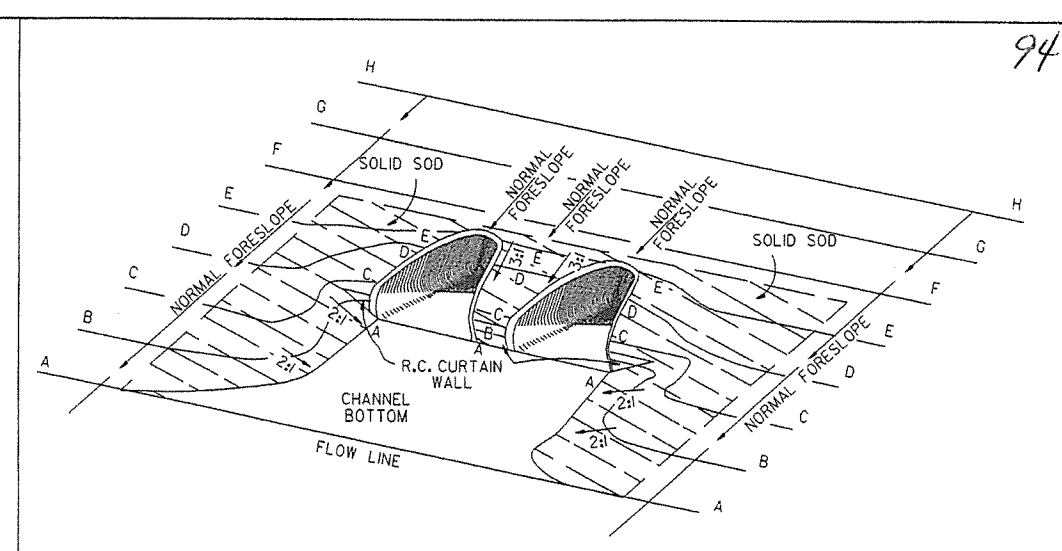 94
H
G
F
SOLID SOD
E
D
C
B
A
NORMAL FORESLOPE
NORMAL
FORESLOPE
NORMAL
FORESLOPE
NORMAL
FORESLOPE
H
G
SOLID SOD
F
E
D
C
B
A
NORMAL FORESLOPE
E
D
C
3:1
E
D
3:1
C
B
A
A
E
D
C
A
2:1
2:1
2:1
2:1
R.C. CURTAIN
WALL
CHANNEL
BOTTOM
FLOW LINE